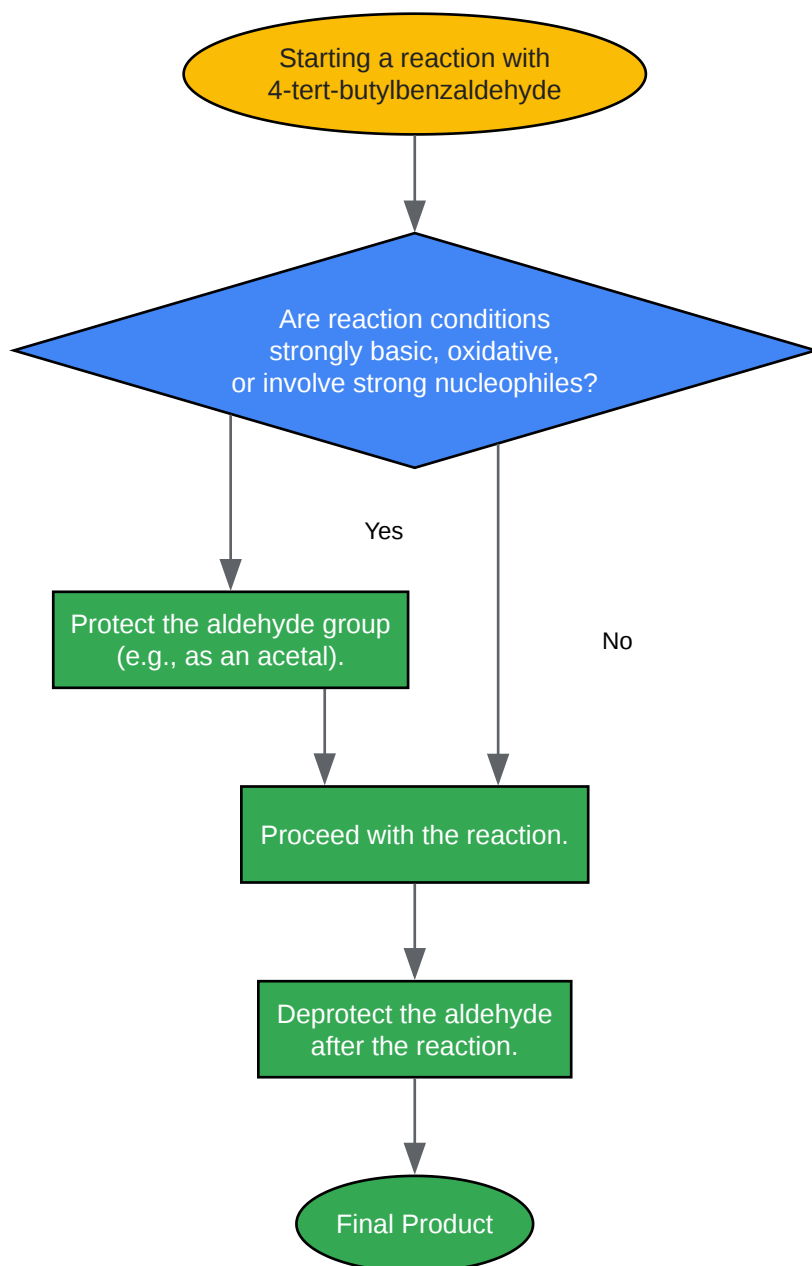 Starting a reaction with
4-tert-butylbenzaldehyde
Are reaction conditions
strongly basic, oxidative,
or involve strong nucleophiles?
Yes
Protect the aldehyde group
(e.g., as an acetal).
No
Proceed with the reaction.
Deprotect the aldehyde
after the reaction.
Final Product